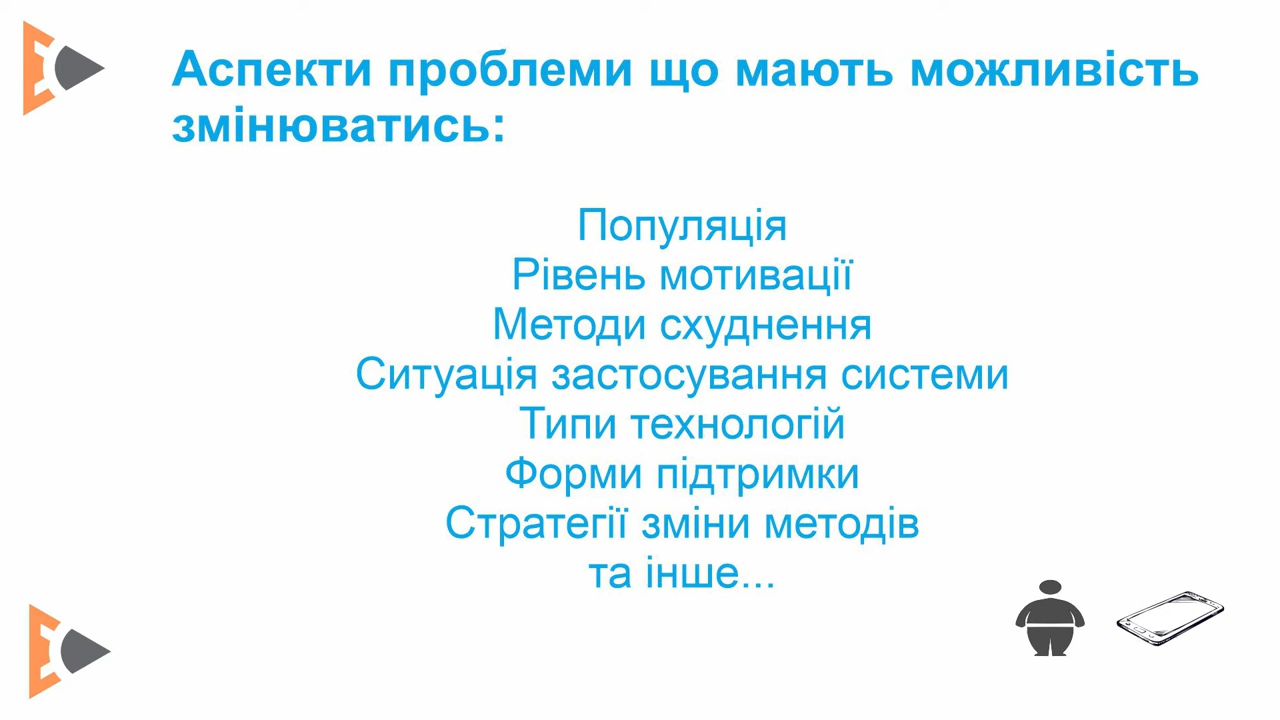 Аспекти проблеми що мають можливість
змінюватись:
Популяція
Рівень мотивації
Методи схуднення
Ситуація застосування системи
Типи технологій
Форми підтримки
Стратегії зміни методів
та інше...